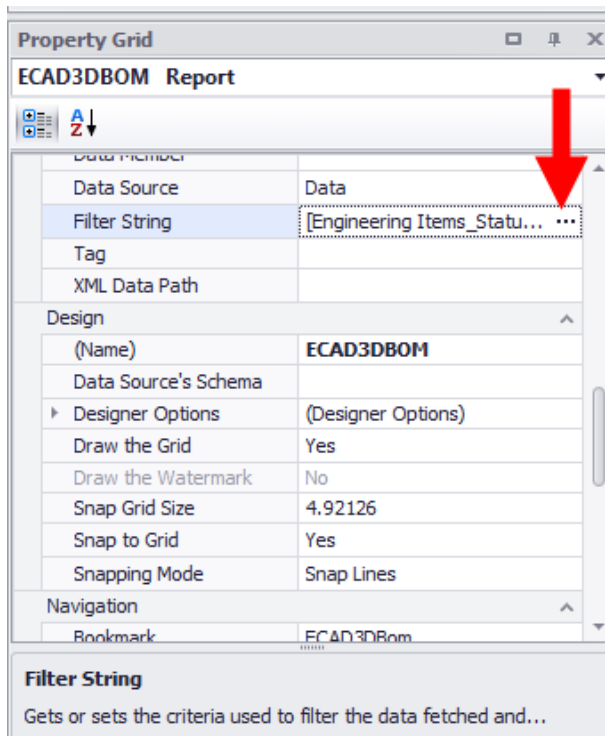 Property Grid
ECAD3DBOM Report
A
Z
Data Member
Data Source Data
Filter String [Engineering Items_Statu... ...
Tag
XML Data Path
Design
(Name) ECAD3DBOM
Data Source's Schema
Designer Options (Designer Options)
Draw the Grid Yes
Draw the Watermark No
Snap Grid Size 4.92126
Snap to Grid Yes
Snapping Mode Snap Lines
Navigation
Bookmark ECAD3DBom
Filter String
Gets or sets the criteria used to filter the data fetched and...